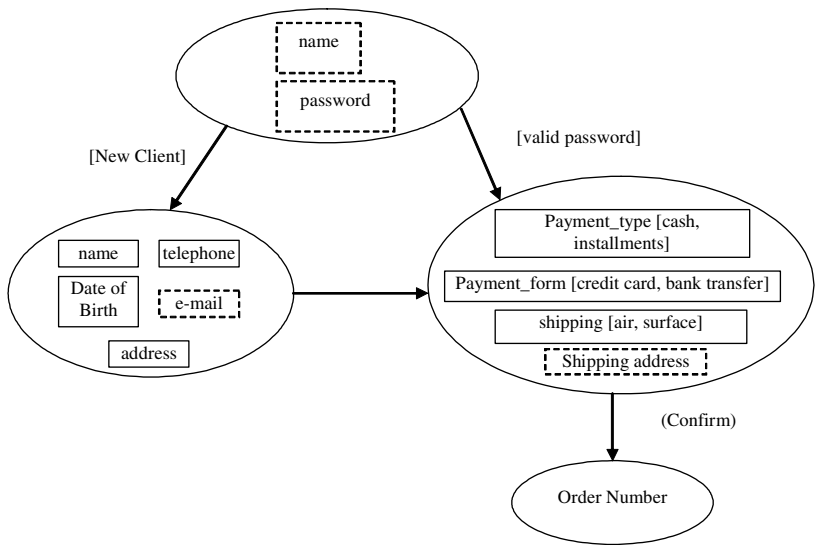 name
password
[New Client]
[valid password]
name
telephone
Date of
Birth
e-mail
address
Payment_type [cash,
installments]
Payment_form [credit card, bank transfer]
shipping [air, surface]
Shipping address
(Confirm)
Order Number